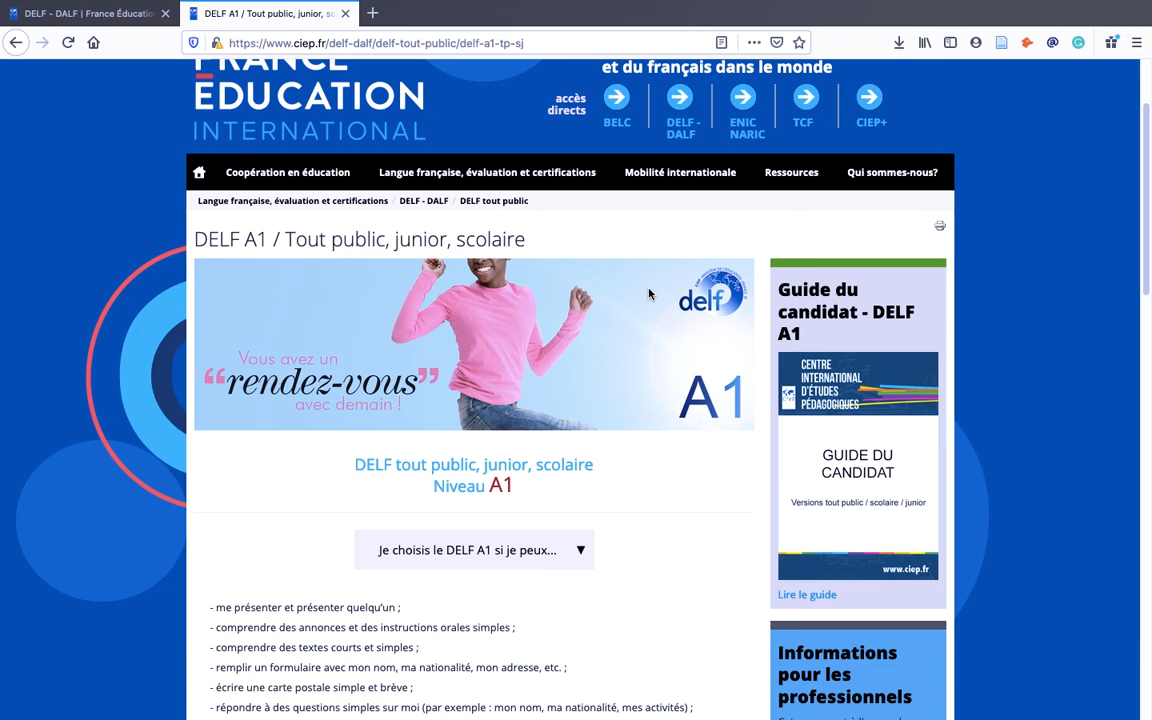 DELF - DALF | France Éducatio
DELF A1 / Tout public, junior, sc
https://www.ciep.fr/delf-dalf/delf-tout-public/delf-a1-tp-sj
FRANCE
ÉDUCATION
INTERNATIONAL
et du français dans le monde
accès
directs
BELC
DELF -
DALF
ENIC
NARIC
TCF
CIEP+
Coopération en éducation
Langue française, évaluation et certifications
Mobilité internationale
Ressources
Qui sommes-nous?
Langue française, évaluation et certifications / DELF - DALF / DELF tout public
DELF A1 / Tout public, junior, scolaire
delf
Vous avez un
“rendez-vous”
avec demain !
A1
DELF tout public, junior, scolaire
Niveau A1
Je choisis le DELF A1 si je peux... ▼
- me présenter et présenter quelqu’un ;
- comprendre des annonces et des instructions orales simples ;
- comprendre des textes courts et simples ;
- remplir un formulaire avec mon nom, ma nationalité, mon adresse, etc. ;
- écrire une carte postale simple et brève ;
- répondre à des questions simples sur moi (par exemple : mon nom, ma nationalité, mes activités) ;
Guide du
candidat - DELF
A1
CENTRE
INTERNATIONAL
D'ÉTUDES
PÉDAGOGIQUES
GUIDE DU
CANDIDAT
Versions tout public / scolaire / junior
www.ciep.fr
Lire le guide
Informations
pour les
professionnels